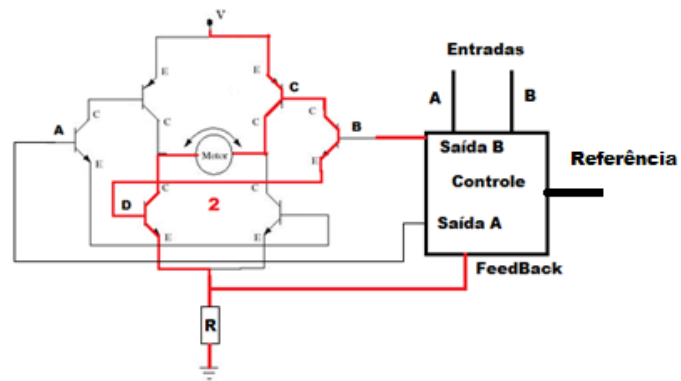 V
Entradas
A B
E E
C
C C
A B
C C
Saída B
E Motor E
Referência
Controle
C C
D 2
Saída A
E E
FeedBack
R